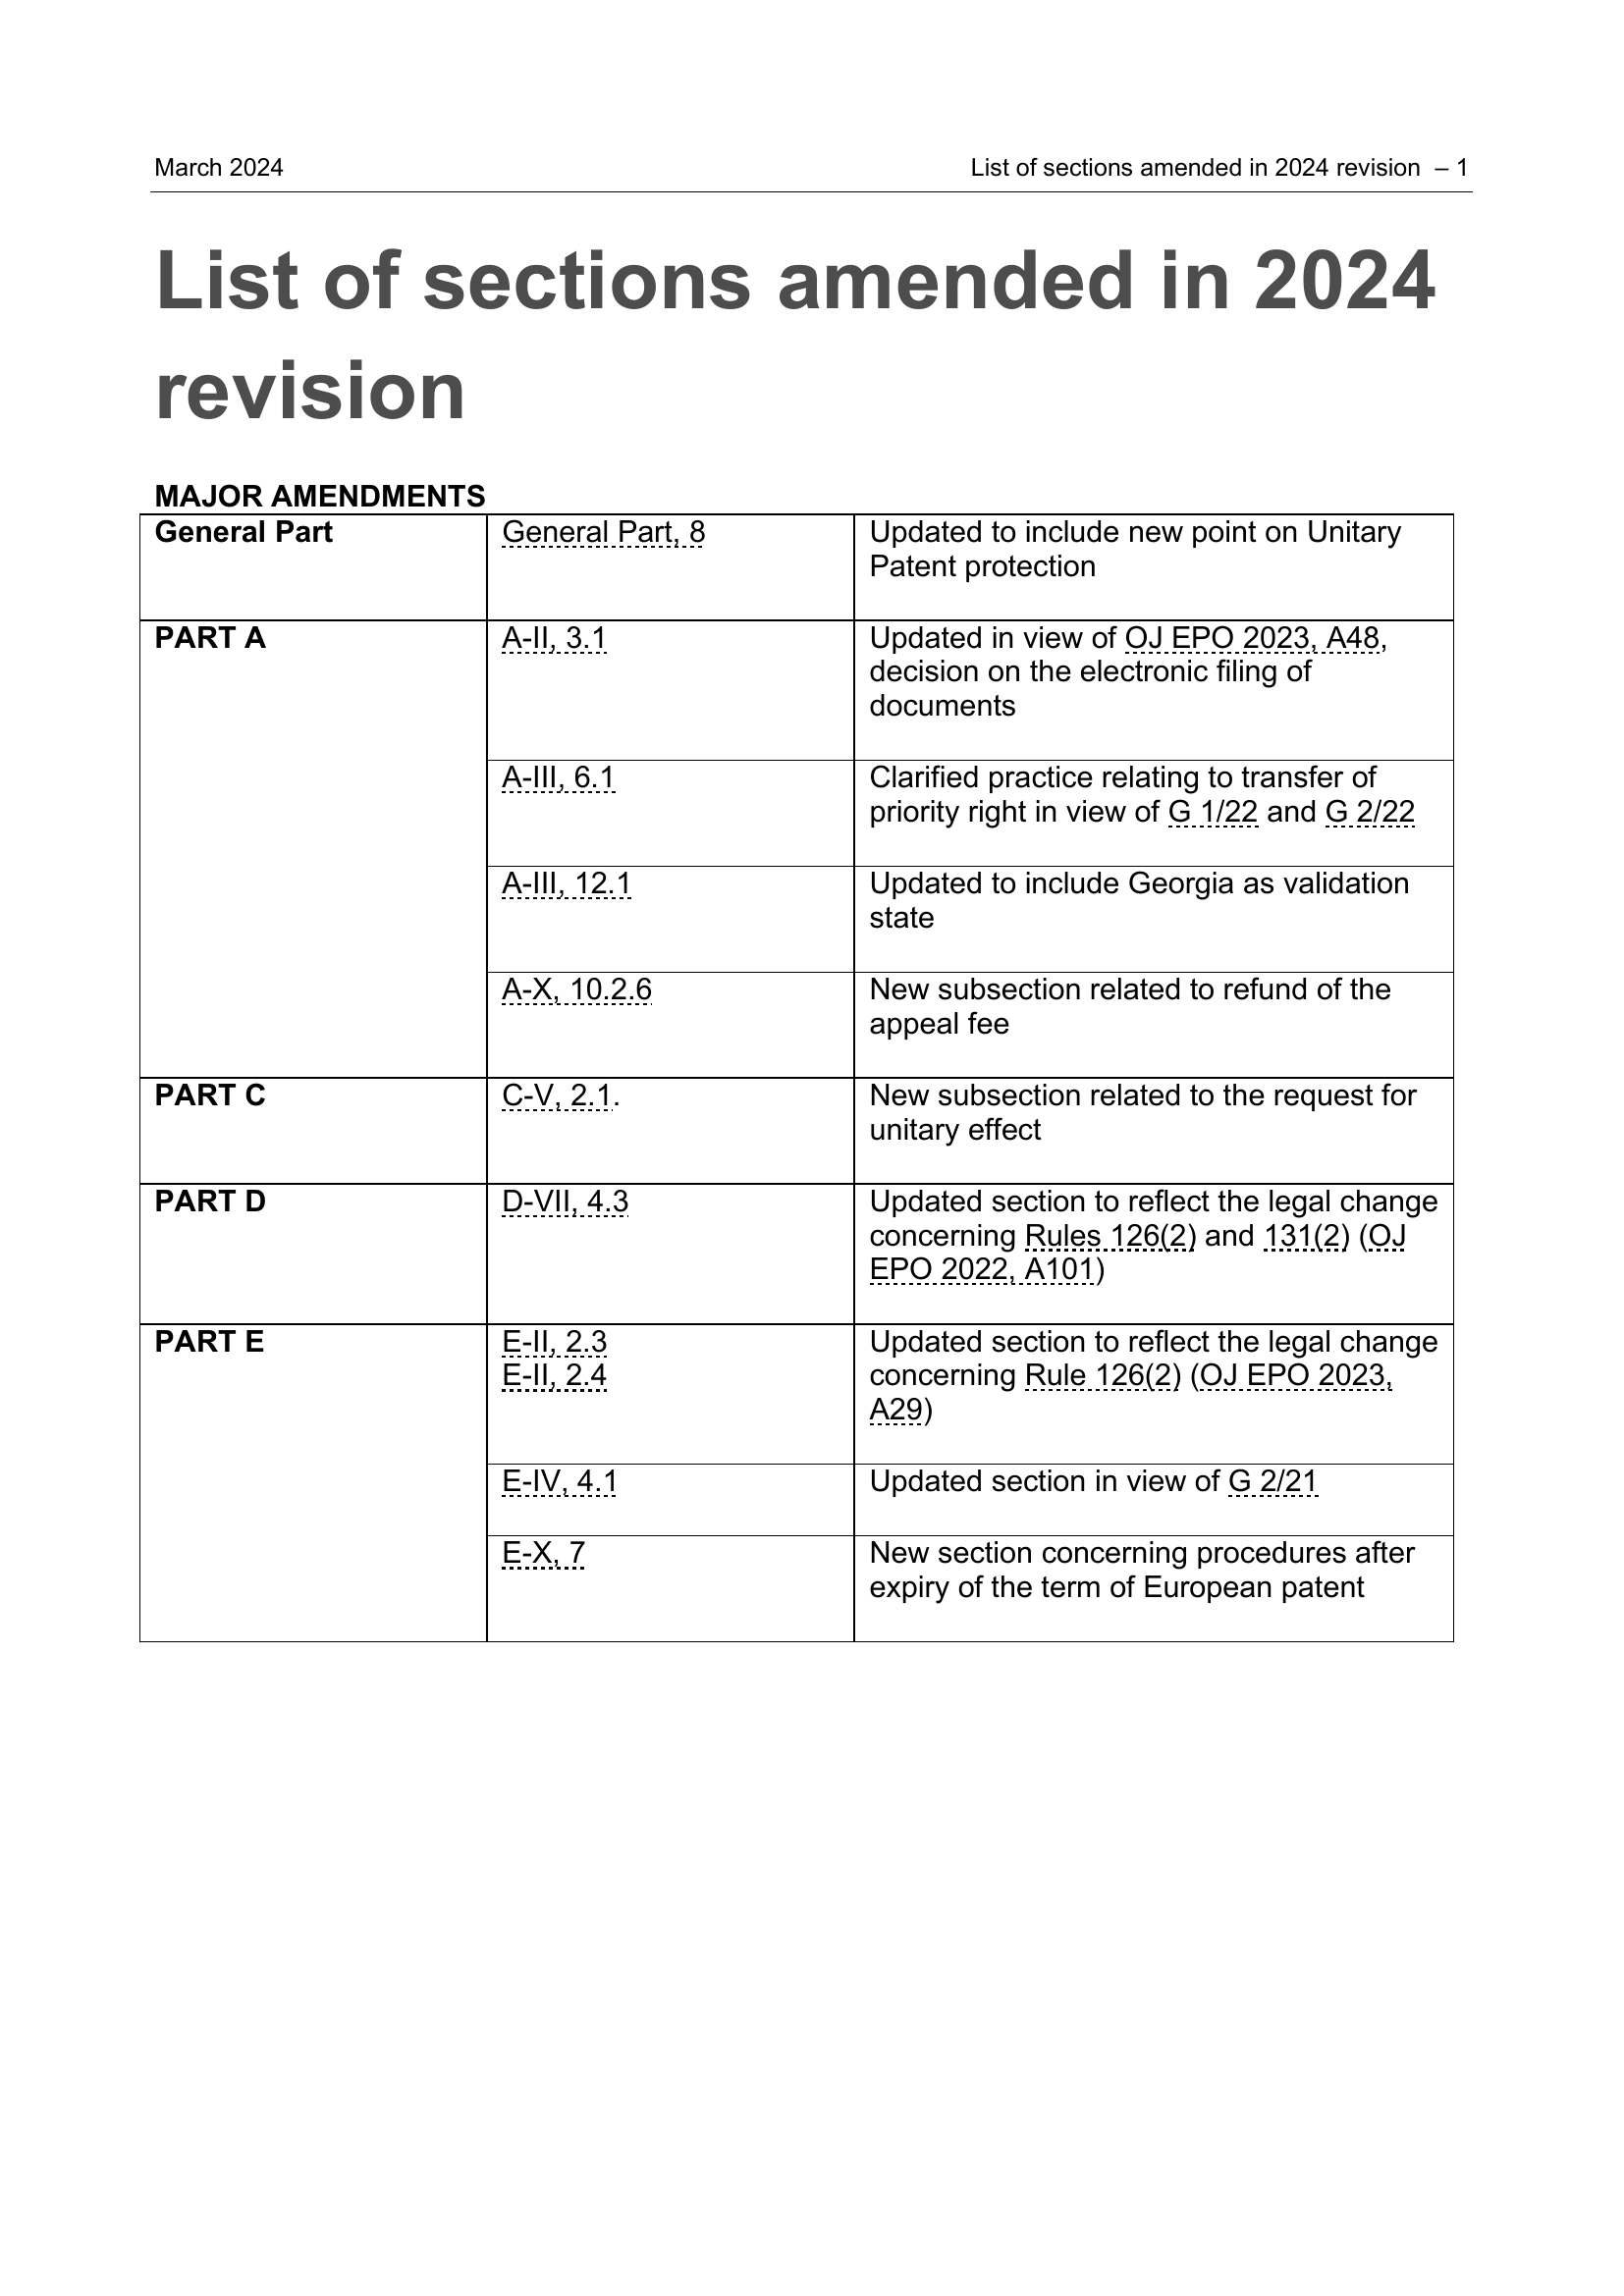 March 2024
List of sections amended in 2024 revision – 1
List of sections amended in 2024
revision
MAJOR AMENDMENTS
General Part
General Part, 8
Updated to include new point on Unitary
Patent protection
PART A
A-II, 3.1
Updated in view of OJ EPO 2023, A48,
decision on the electronic filing of
documents
A-III, 6.1
Clarified practice relating to transfer of
priority right in view of G 1/22 and G 2/22
A-III, 12.1
Updated to include Georgia as validation
state
A-X, 10.2.6
New subsection related to refund of the
appeal fee
PART C
C-V, 2.1.
New subsection related to the request for
unitary effect
PART D
D-VII, 4.3
Updated section to reflect the legal change
concerning Rules 126(2) and 131(2) (OJ
EPO 2022, A101)
PART E
E-II, 2.3
E-II, 2.4
Updated section to reflect the legal change
concerning Rule 126(2) (OJ EPO 2023,
A29)
E-IV, 4.1
Updated section in view of G 2/21
E-X, 7
New section concerning procedures after
expiry of the term of European patent